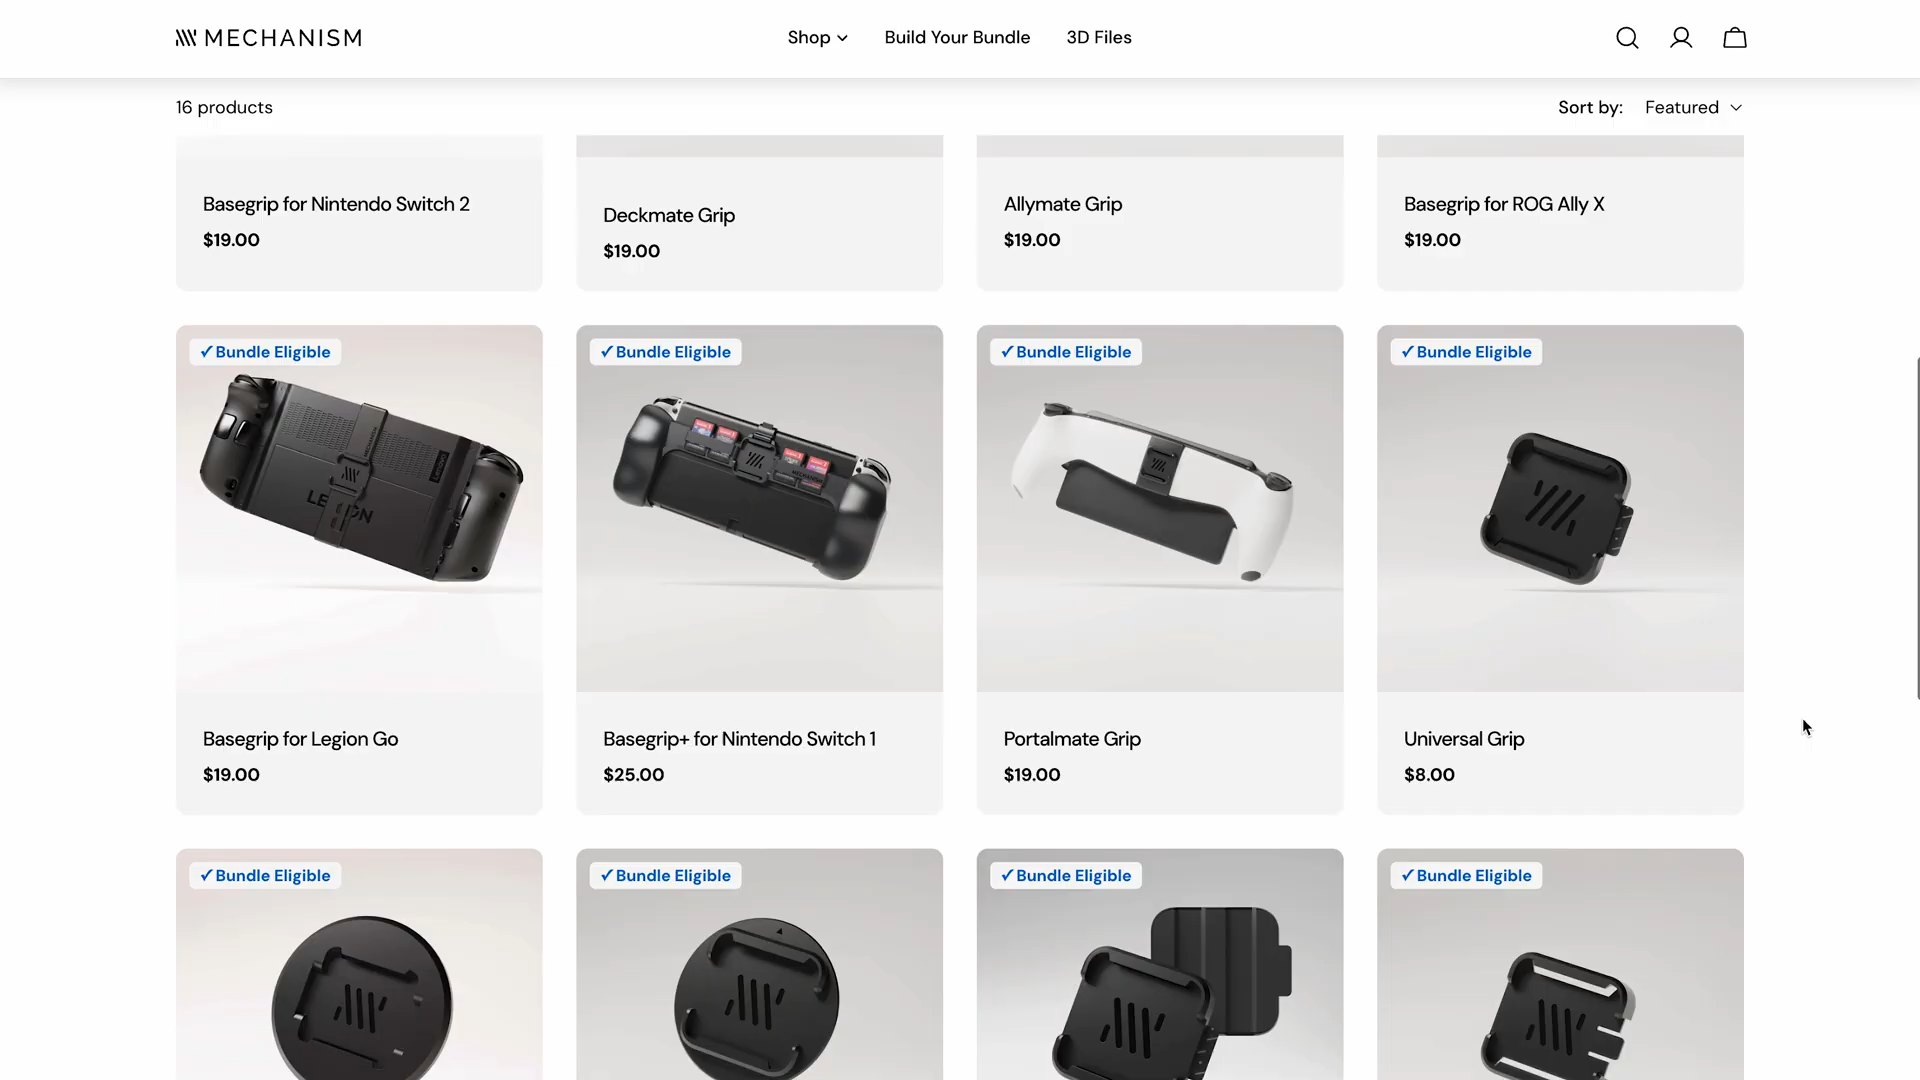 MECHANISM
Shop
Build Your Bundle
3D Files
16 products
Sort by: Featured
Basegrip for Nintendo Switch 2
$19.00
Deckmate Grip
$19.00
Allymate Grip
$19.00
Basegrip for ROG Ally X
$19.00
✓Bundle Eligible
✓Bundle Eligible
✓Bundle Eligible
✓Bundle Eligible
Basegrip for Legion Go
$19.00
Basegrip+ for Nintendo Switch 1
$25.00
Portalmate Grip
$19.00
Universal Grip
$8.00
✓Bundle Eligible
✓Bundle Eligible
✓Bundle Eligible
✓Bundle Eligible